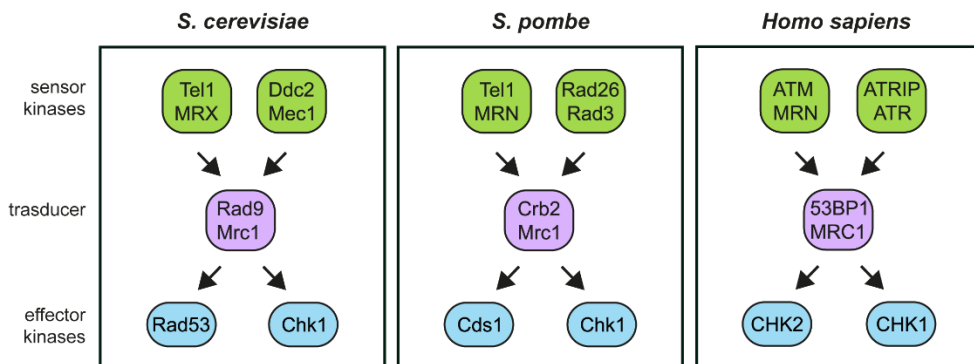 S. cerevisiae
S. pombe
Homo sapiens
sensor
kinases
Tel1
MRX
Ddc2
Mec1
Tel1
MRN
Rad26
Rad3
ATM
MRN
ATRIP
ATR
trasducer
Rad9
Mrc1
Crb2
Mrc1
53BP1
MRC1
effector
kinases
Rad53
Chk1
Cds1
Chk1
CHK2
CHK1